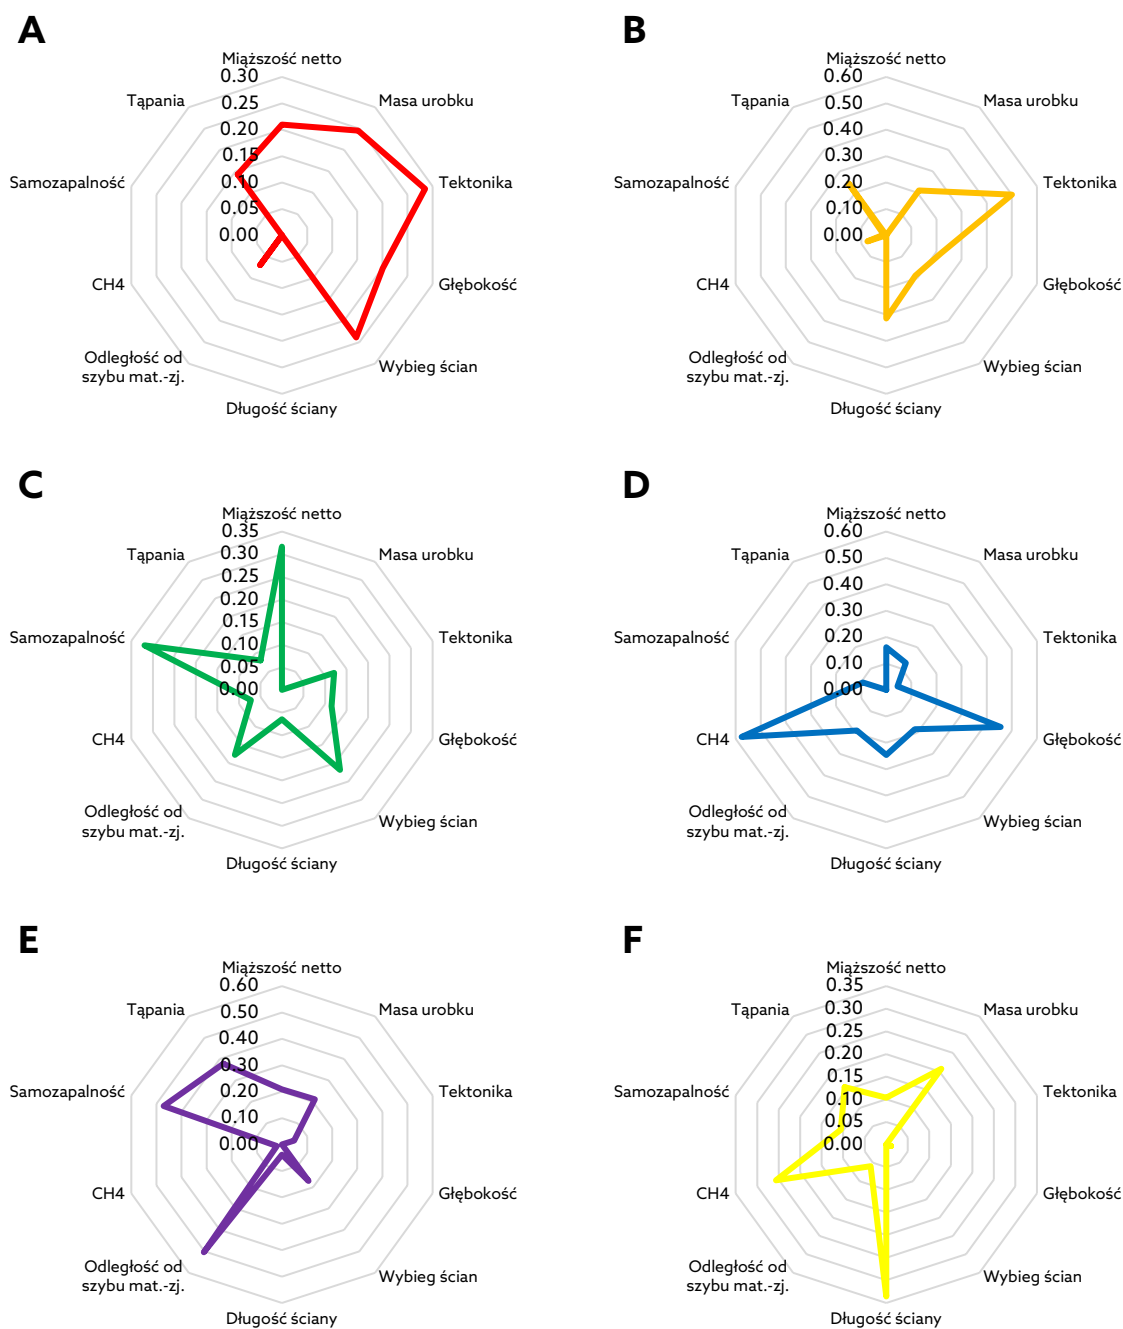 A
Miąższość netto
0.30
0.25
0.20
0.15
0.10
0.05
0.00
Masa urobku
Tektonika
Głębokość
Wybieg ścian
Długość ściany
Odległość od
szybu mat.-zj.
CH4
Samozapalność
Tąpania
B
Miąższość netto
0.60
0.50
0.40
0.30
0.20
0.10
0.00
Masa urobku
Tektonika
Głębokość
Wybieg ścian
Długość ściany
Odległość od
szybu mat.-zj.
CH4
Samozapalność
Tąpania
C
Miąższość netto
0.35
0.30
0.25
0.20
0.15
0.10
0.05
0.00
Masa urobku
Tektonika
Głębokość
Wybieg ścian
Długość ściany
Odległość od
szybu mat.-zj.
CH4
Samozapalność
Tąpania
D
Miąższość netto
0.60
0.50
0.40
0.30
0.20
0.10
0.00
Masa urobku
Tektonika
Głębokość
Wybieg ścian
Długość ściany
Odległość od
szybu mat.-zj.
CH4
Samozapalność
Tąpania
E
Miąższość netto
0.60
0.50
0.40
0.30
0.20
0.10
0.00
Masa urobku
Tektonika
Głębokość
Wybieg ścian
Długość ściany
Odległość od
szybu mat.-zj.
CH4
Samozapalność
Tąpania
F
Miąższość netto
0.35
0.30
0.25
0.20
0.15
0.10
0.05
0.00
Masa urobku
Tektonika
Głębokość
Wybieg ścian
Długość ściany
Odległość od
szybu mat.-zj.
CH4
Samozapalność
Tąpania